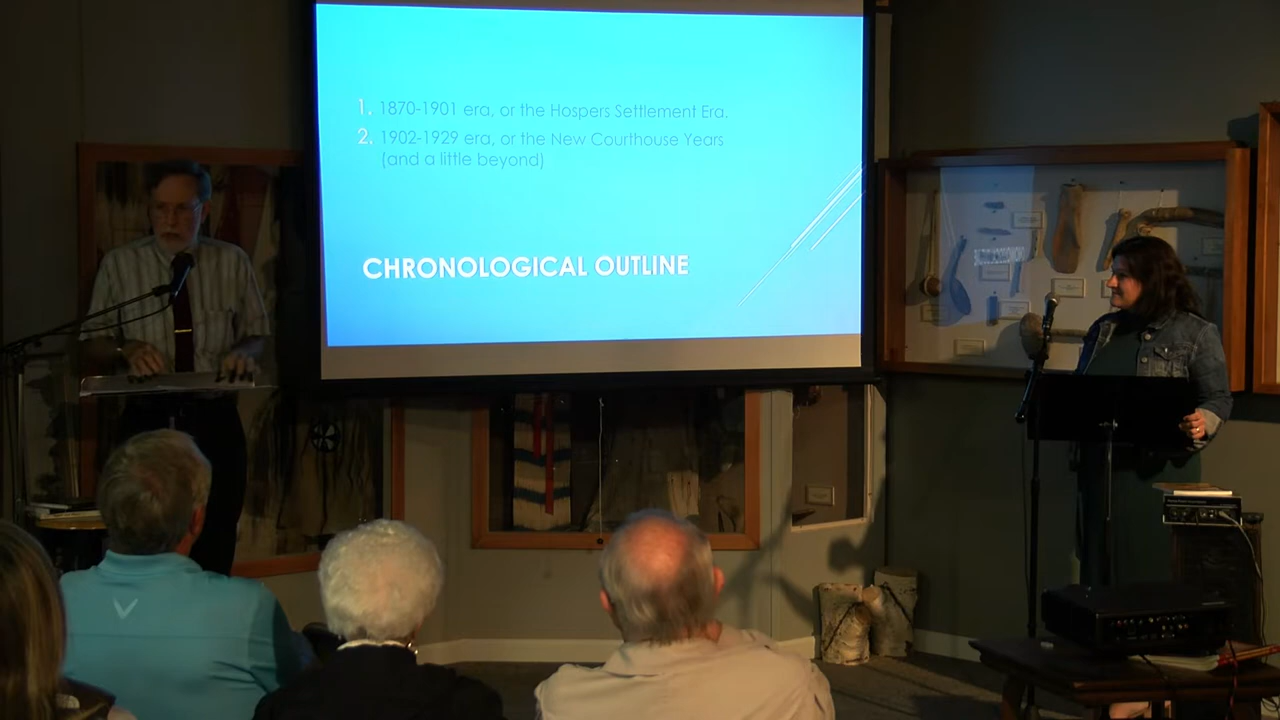 1. 1870-1901 era, or the Hospers Settlement Era.
2. 1902-1929 era, or the New Courthouse Years
(and a little beyond)
CHRONOLOGICAL OUTLINE